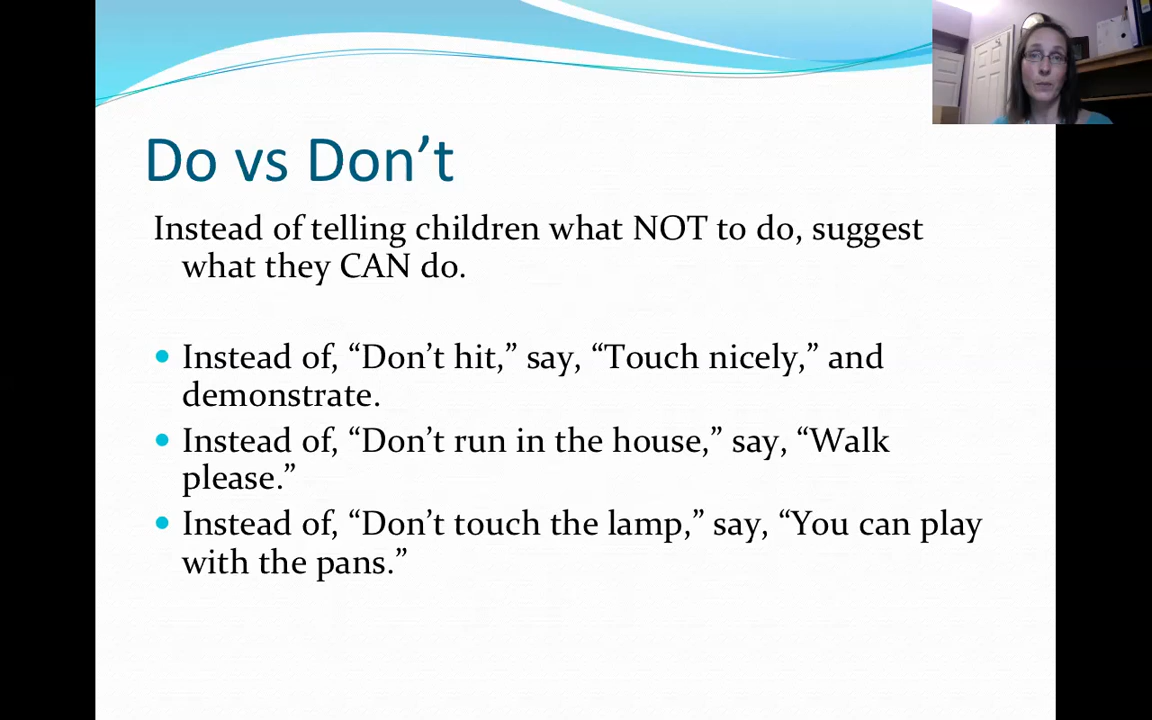 Do vs Don’t
Instead of telling children what NOT to do, suggest
what they CAN do.
• Instead of, “Don’t hit,” say, “Touch nicely,” and
demonstrate.
• Instead of, “Don’t run in the house,” say, “Walk
please.”
• Instead of, “Don’t touch the lamp,” say, “You can play
with the pans.”